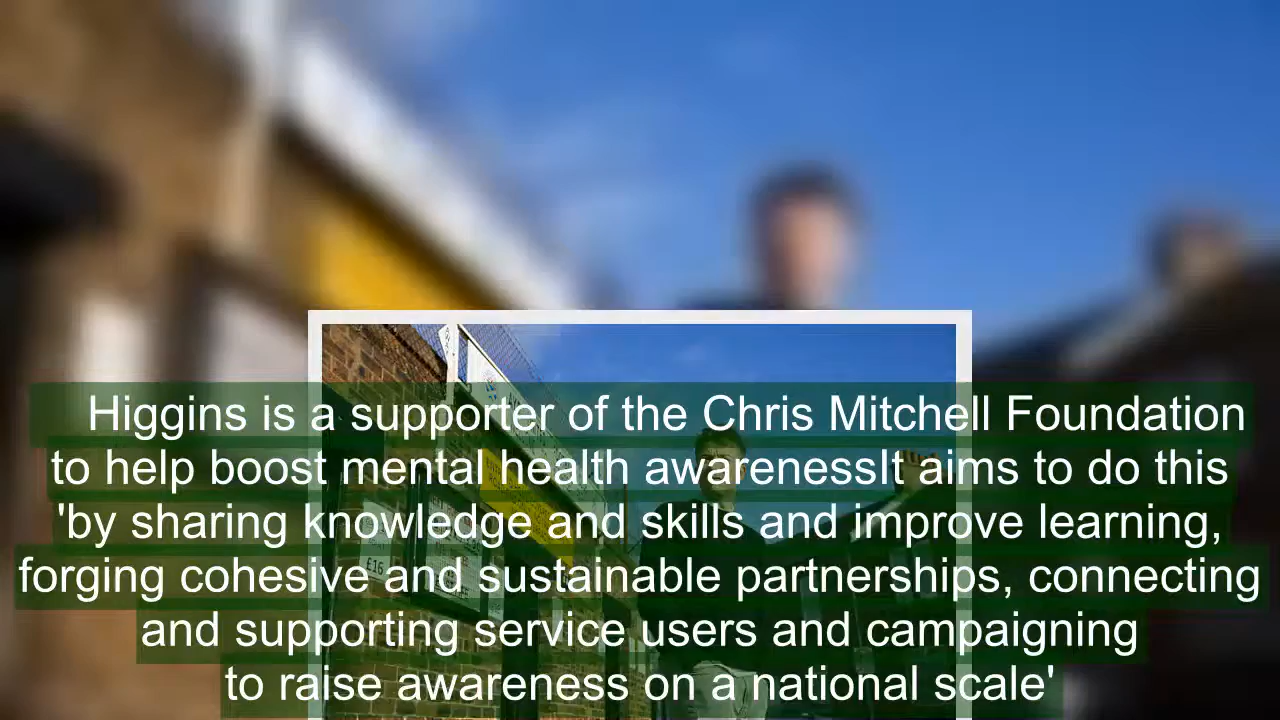 Higgins is a supporter of the Chris Mitchell Foundation
to help boost mental health awarenessIt aims to do this
'by sharing knowledge and skills and improve learning,
forging cohesive and sustainable partnerships, connecting
and supporting service users and campaigning
to raise awareness on a national scale'
£16